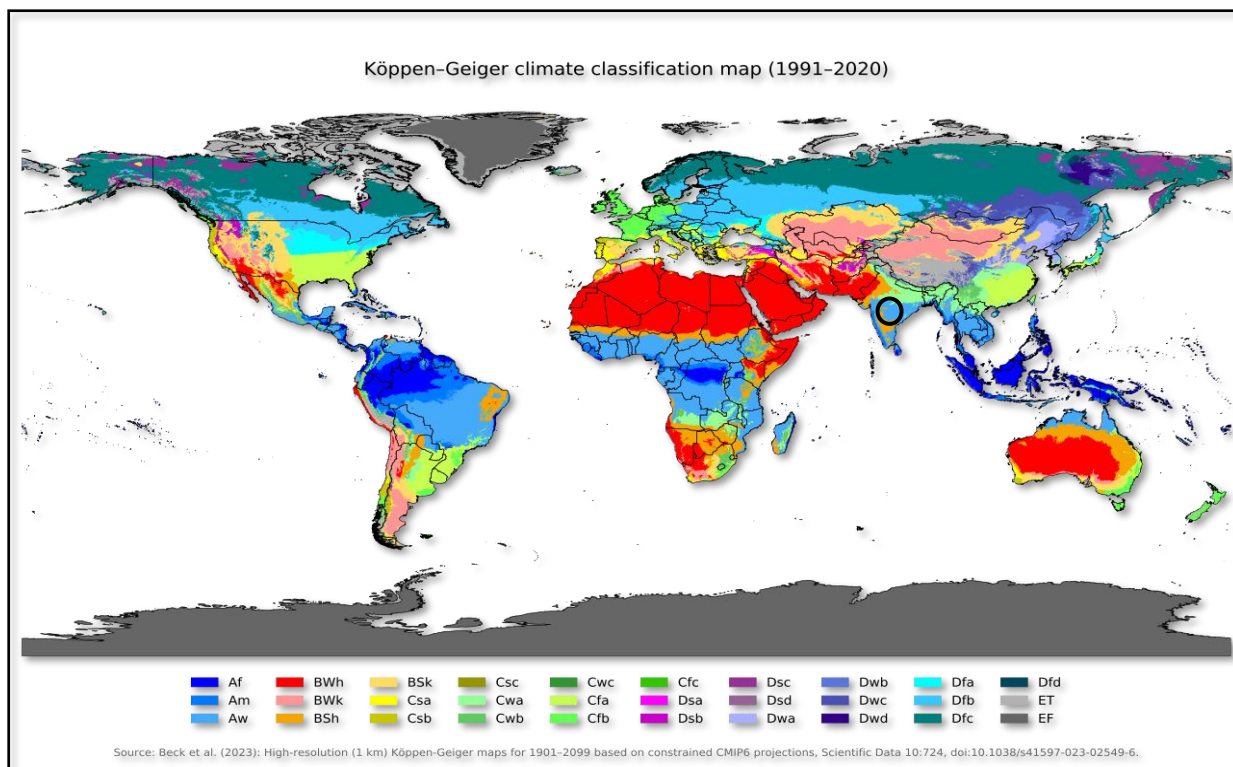 Köppen–Geiger climate classification map (1991–2020)
Af BWh BSk Csc Cwc Cfc Dsc Dwb Dfa Dfd
Am BWk Csa Cwa Cfa Dsa Dsd Dwc Dfb ET
Aw BSh Csb Cwb Cfb Dsb Dwa Dwd Dfc EF
Source: Beck et al. (2023): High-resolution (1 km) Köppen-Geiger maps for 1901–2099 based on constrained CMIP6 projections, Scientific Data 10:724, doi:10.1038/s41597-023-02549-6.